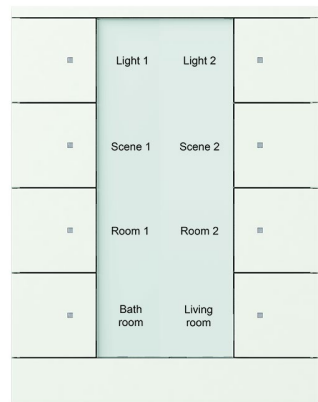 Light 1 Light 2
Scene 1 Scene 2
Room 1 Room 2
Bath Living
room room